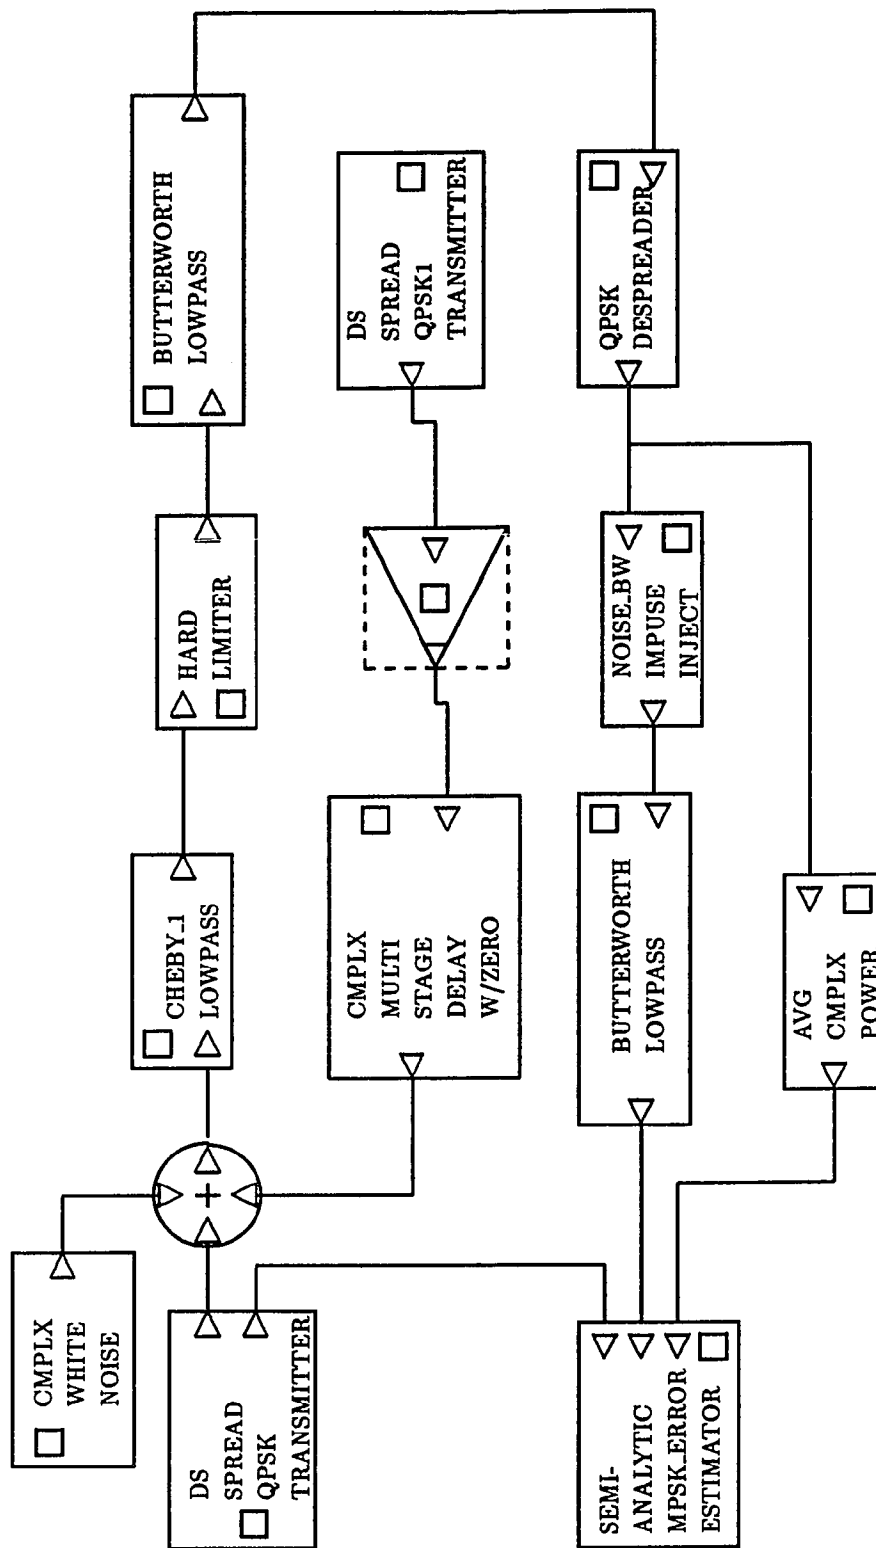 CMPLX
WHITE
NOISE
DS
SPREAD
QPSK
TRANSMITTER
+
CHEBY_1
LOWPASS
HARD
LIMITER
BUTTERWORTH
LOWPASS
CMPLX
MULTI
STAGE
DELAY
W/ZERO
DS
SPREAD
QPSK1
TRANSMITTER
SEMI-
ANALYTIC
MPSK_ERROR
ESTIMATOR
BUTTERWORTH
LOWPASS
NOISE_BW
IMPUSE
INJECT
QPSK
DESPREADER
AVG
CMPLX
POWER